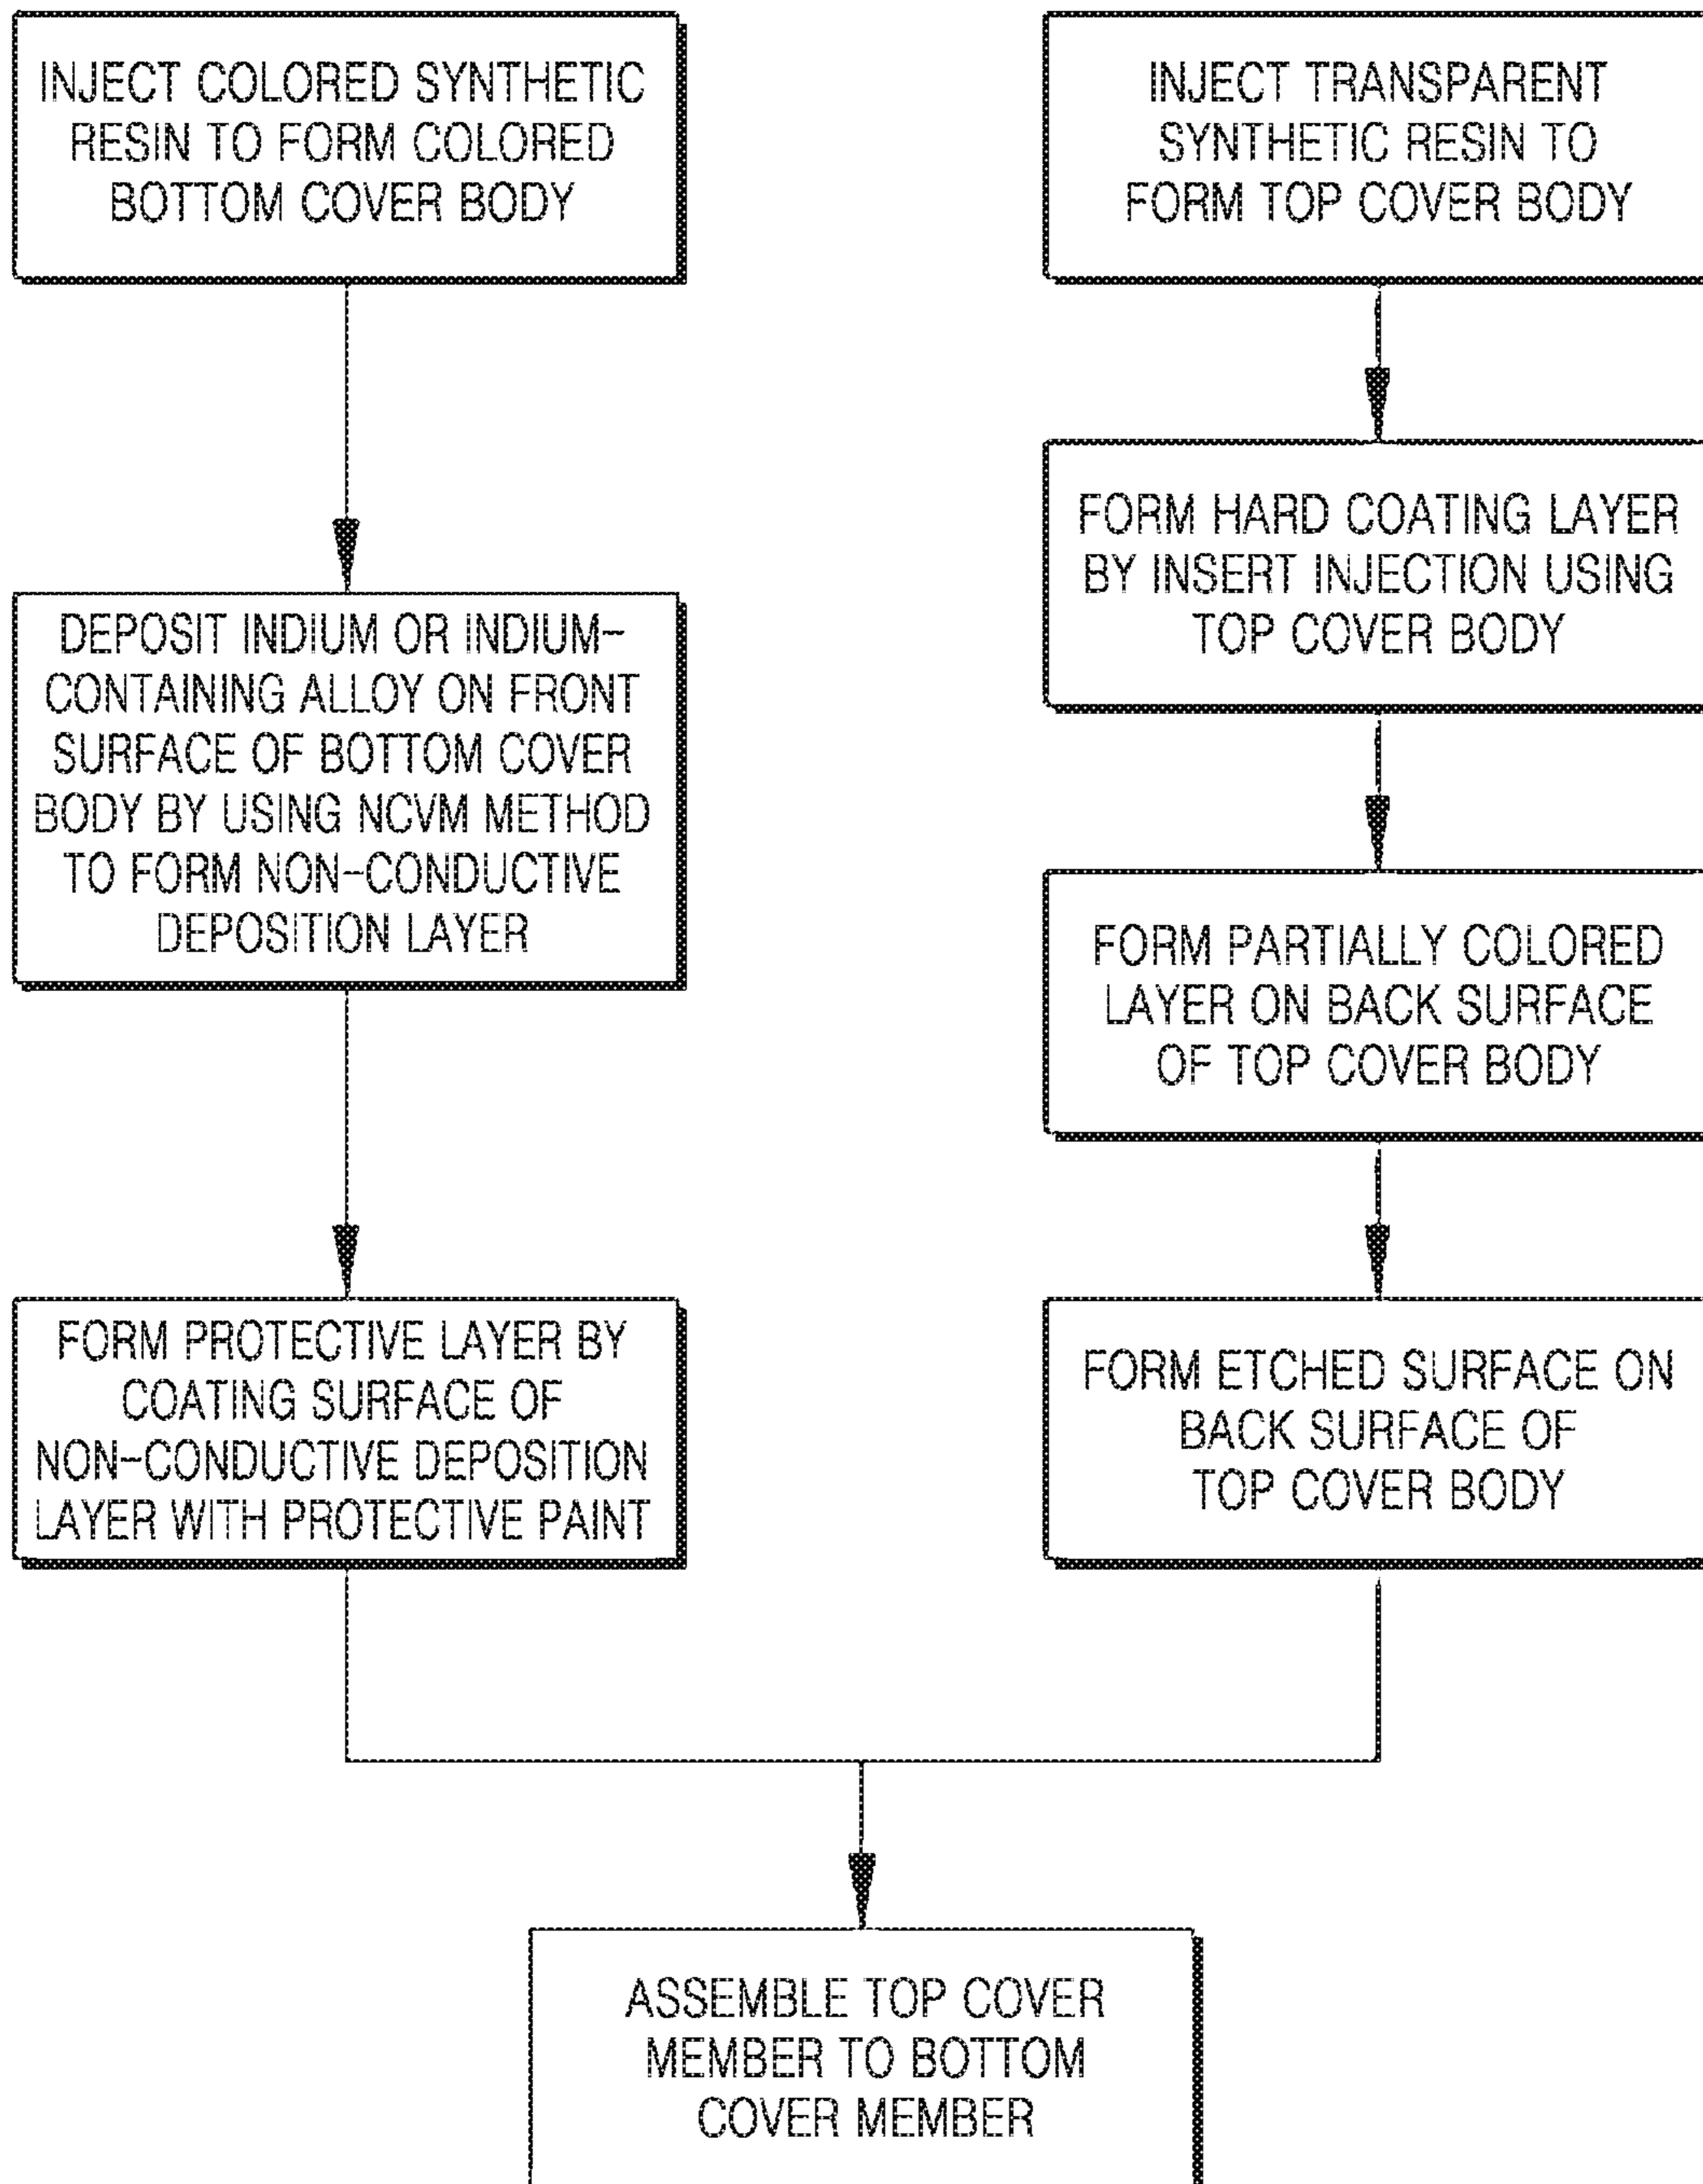 INJECT COLORED SYNTHETIC
RESIN TO FORM COLORED
BOTTOM COVER BODY
DEPOSIT INDIUM OR INDIUM-
CONTAINING ALLOY ON FRONT
SURFACE OF BOTTOM COVER
BODY BY USING NCVM METHOD
TO FORM NON-CONDUCTIVE
DEPOSITION LAYER
FORM PROTECTIVE LAYER BY
COATING SURFACE OF
NON-CONDUCTIVE DEPOSITION
LAYER WITH PROTECTIVE PAINT
INJECT TRANSPARENT
SYNTHETIC RESIN TO
FORM TOP COVER BODY
FORM HARD COATING LAYER
BY INSERT INJECTION USING
TOP COVER BODY
FORM PARTIALLY COLORED
LAYER ON BACK SURFACE
OF TOP COVER BODY
FORM ETCHED SURFACE ON
BACK SURFACE OF
TOP COVER BODY
ASSEMBLE TOP COVER
MEMBER TO BOTTOM
COVER MEMBER